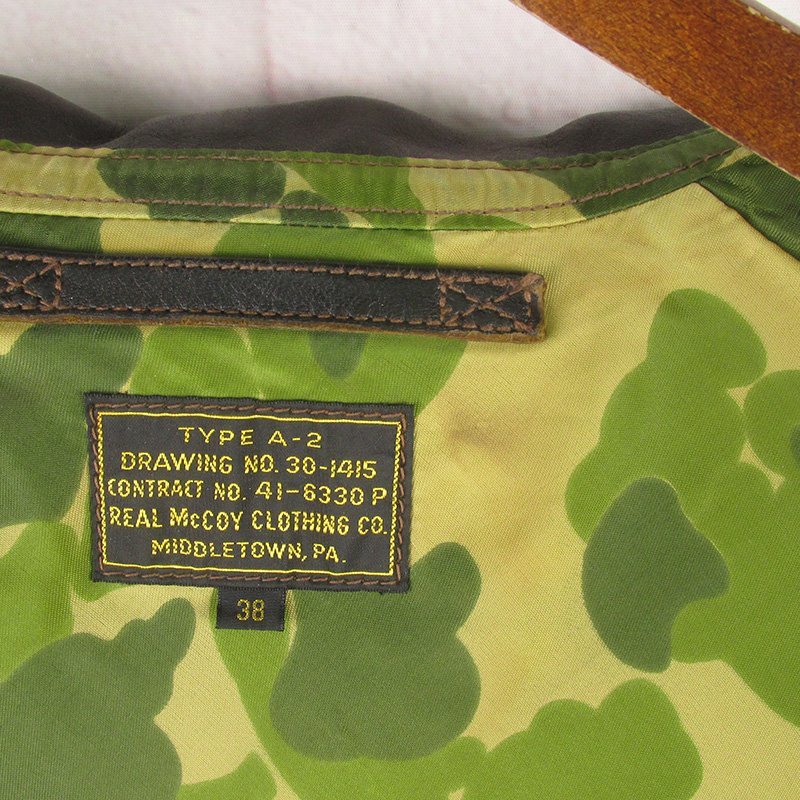 TYPE A-2
DRAWING NO. 30-1415
CONTRACT NO. 41-6330 P
REAL McCOY CLOTHING CO.
MIDDLETOWN, PA.
38